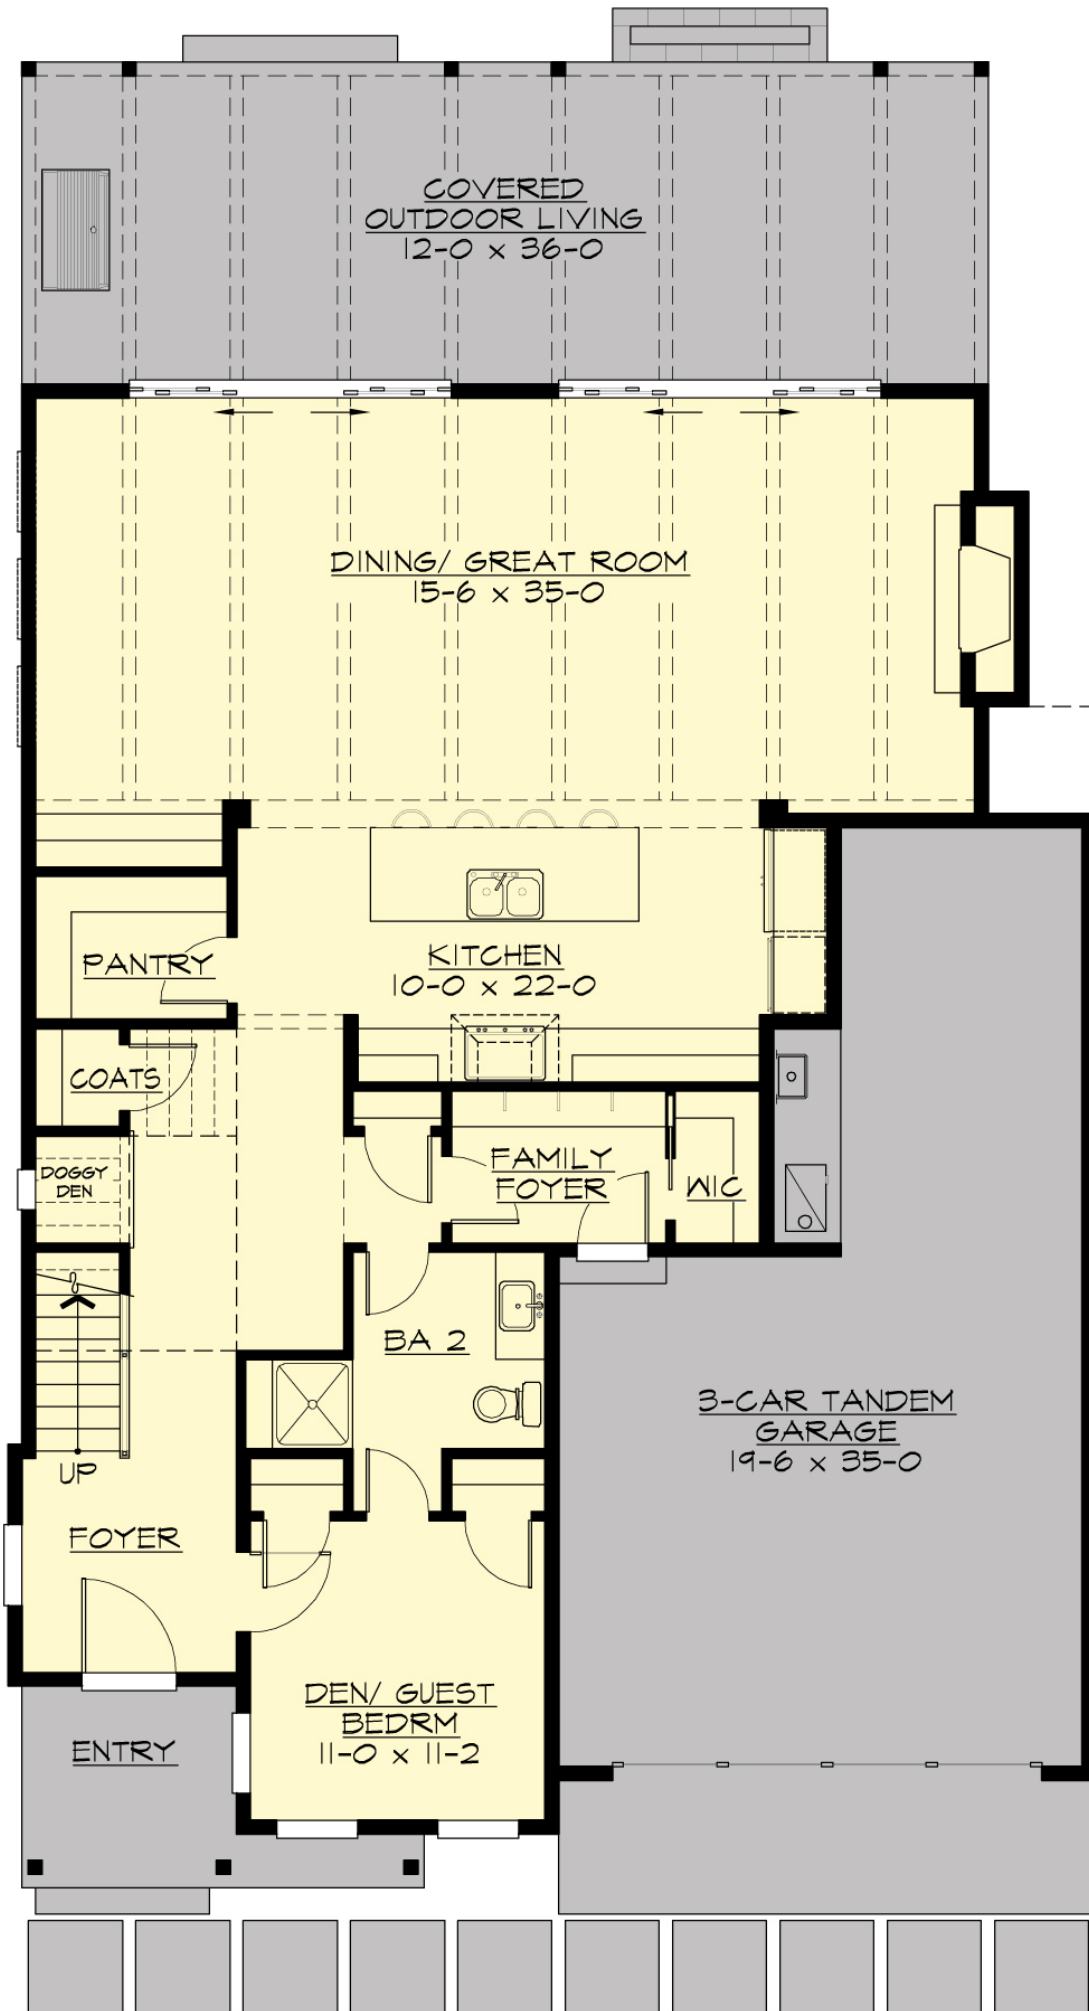 COVERED
OUTDOOR LIVING
12-0 x 36-0
DINING/ GREAT ROOM
15-6 x 35-0
KITCHEN
10-0 x 22-0
PANTRY
COATS
DOGGY
DEN
FAMILY
FOYER
WIC
BA 2
3-CAR TANDEM
GARAGE
19-6 x 35-0
UP
FOYER
DEN/ GUEST
BEDRM
11-0 x 11-2
ENTRY